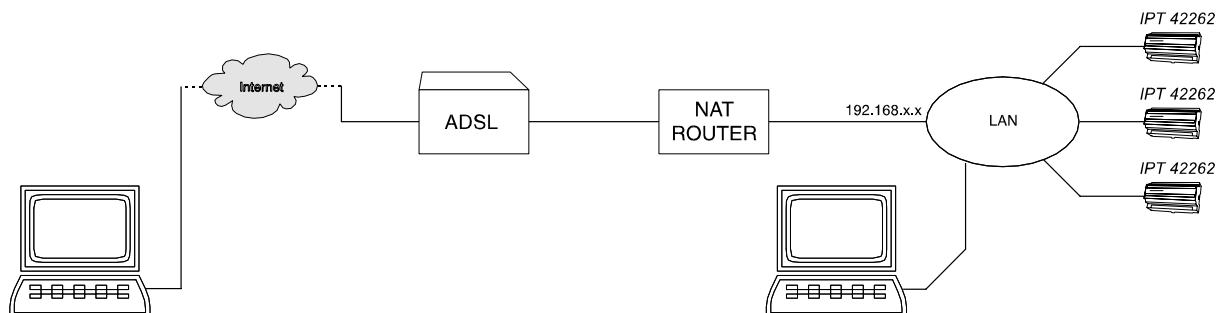 IPT 42262
Internet
ADSL
NAT
ROUTER
192.168.x.x
LAN
IPT 42262
IPT 42262